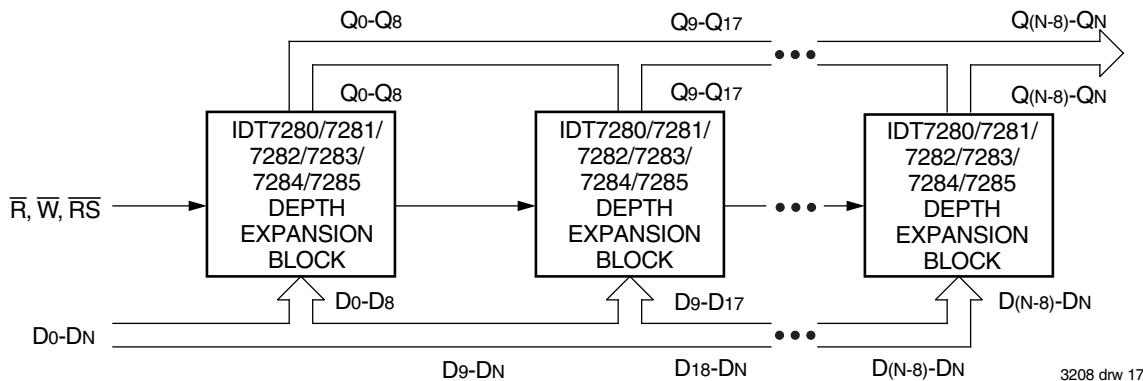 Q0-Q8 Q9-Q17 Q(N-8)-QN
Q0-Q8 Q9-Q17 Q(N-8)-QN
IDT7280/7281/
7282/7283/
7284/7285
DEPTH
EXPANSION
BLOCK
IDT7280/7281/
7282/7283/
7284/7285
DEPTH
EXPANSION
BLOCK
IDT7280/7281/
7282/7283/
7284/7285
DEPTH
EXPANSION
BLOCK
R̅, W̅, R̅S̅
D0-D8 D9-D17 D(N-8)-DN
D0-DN
D9-DN D18-DN D(N-8)-DN
3208 drw 17